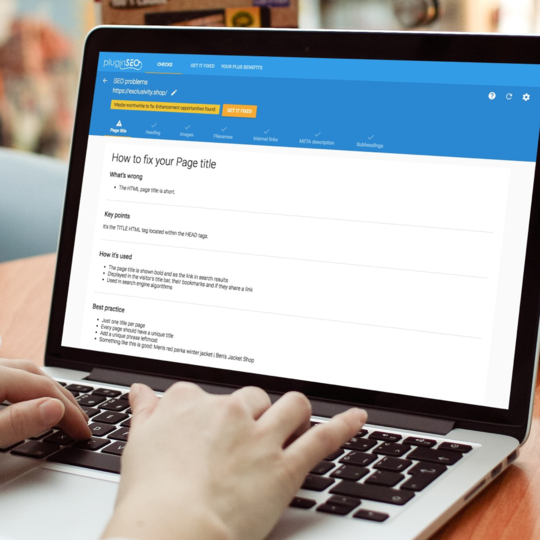 pluginSEO
CHECKS
GET IT FIXED
YOUR PLUS BENEFITS
SEO problems
https://exclusivity.shop/
Maybe worthwhile to fix: Enhancement opportunities found
GET IT FIXED
Page title
Heading
Images
Filenames
Internal links
META description
Subheadings
How to fix your Page title
What's wrong
• The HTML page title is short.
Key points
It's the TITLE HTML tag located within the HEAD tags.
How it's used
• The page title is shown bold and as the link in search results
• Displayed in the visitor's title bar, their bookmarks and if they share a link
• Used in search engine algorithms
Best practice
• Just one title per page
• Every page should have a unique title
• Add a unique phrase leftmost
• Something like this is good: Men's red parka winter jacket | Ben's Jacket Shop